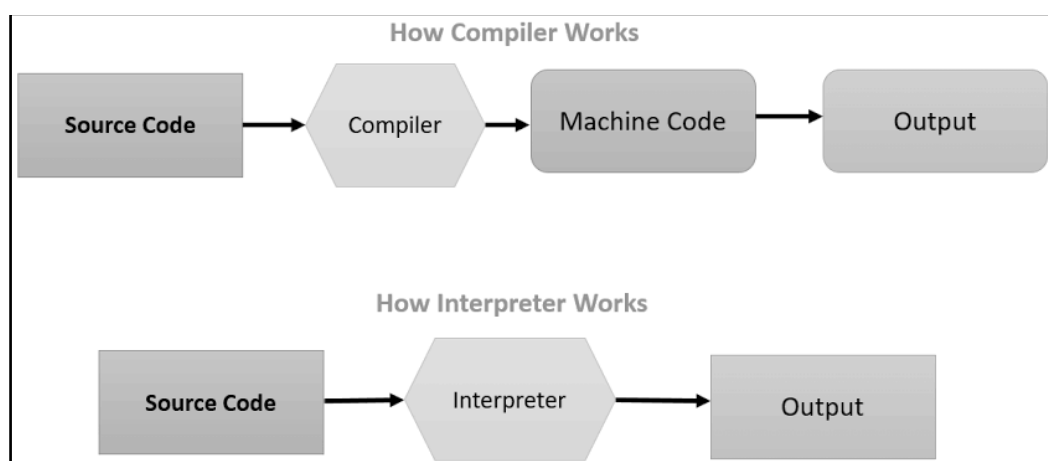 How Compiler Works
Source Code
Compiler
Machine Code
Output
How Interpreter Works
Source Code
Interpreter
Output